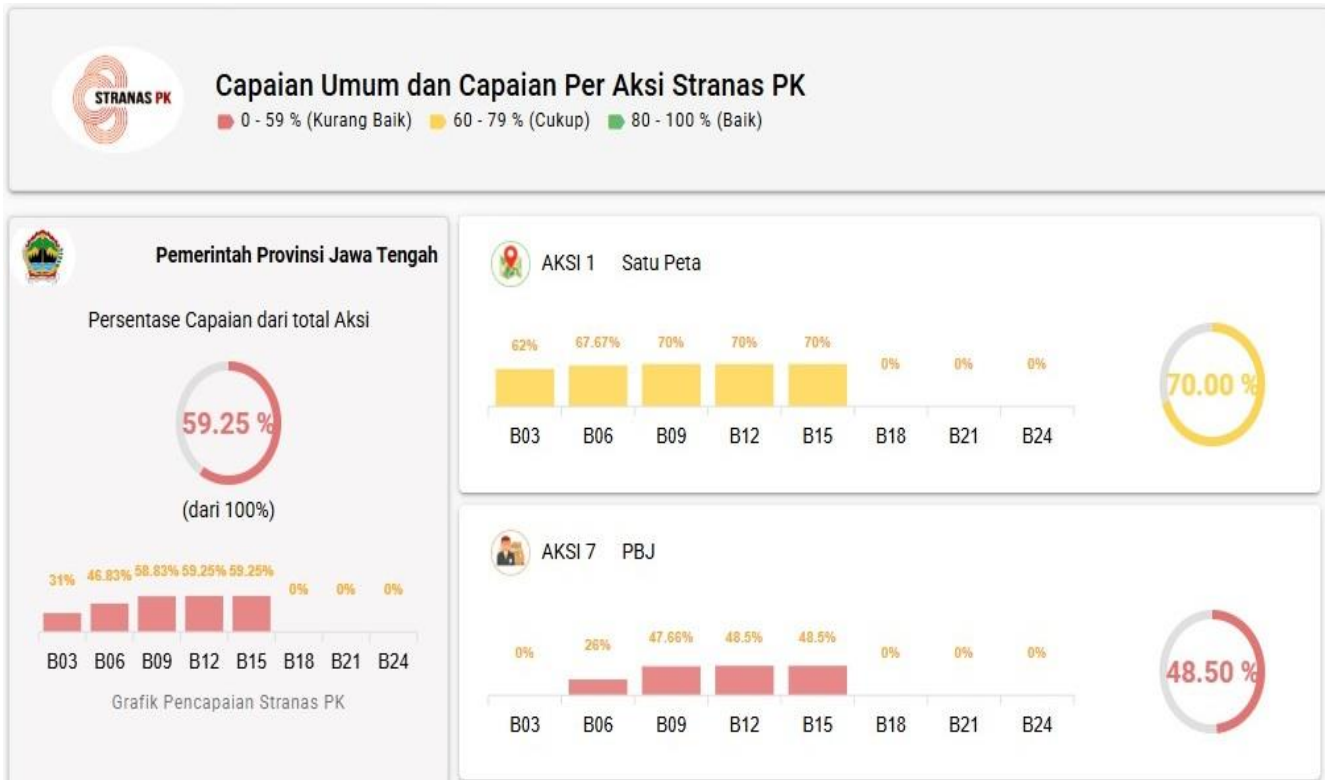 STRANAS PK
Capaian Umum dan Capaian Per Aksi Stranas PK
0 - 59 % (Kurang Baik) 60 - 79 % (Cukup) 80 - 100 % (Baik)
Pemerintah Provinsi Jawa Tengah
Persentase Capaian dari total Aksi
59.25 %
(dari 100%)
31% 46.83% 58.83% 59.25% 59.25% 0% 0% 0%
B03 B06 B09 B12 B15 B18 B21 B24
Grafik Pencapaian Stranas PK
AKSI 1 Satu Peta
62% 67.67% 70% 70% 70% 0% 0% 0%
70.00 %
B03 B06 B09 B12 B15 B18 B21 B24
AKSI 7 PBJ
0% 26% 47.66% 48.5% 48.5% 0% 0% 0%
48.50 %
B03 B06 B09 B12 B15 B18 B21 B24